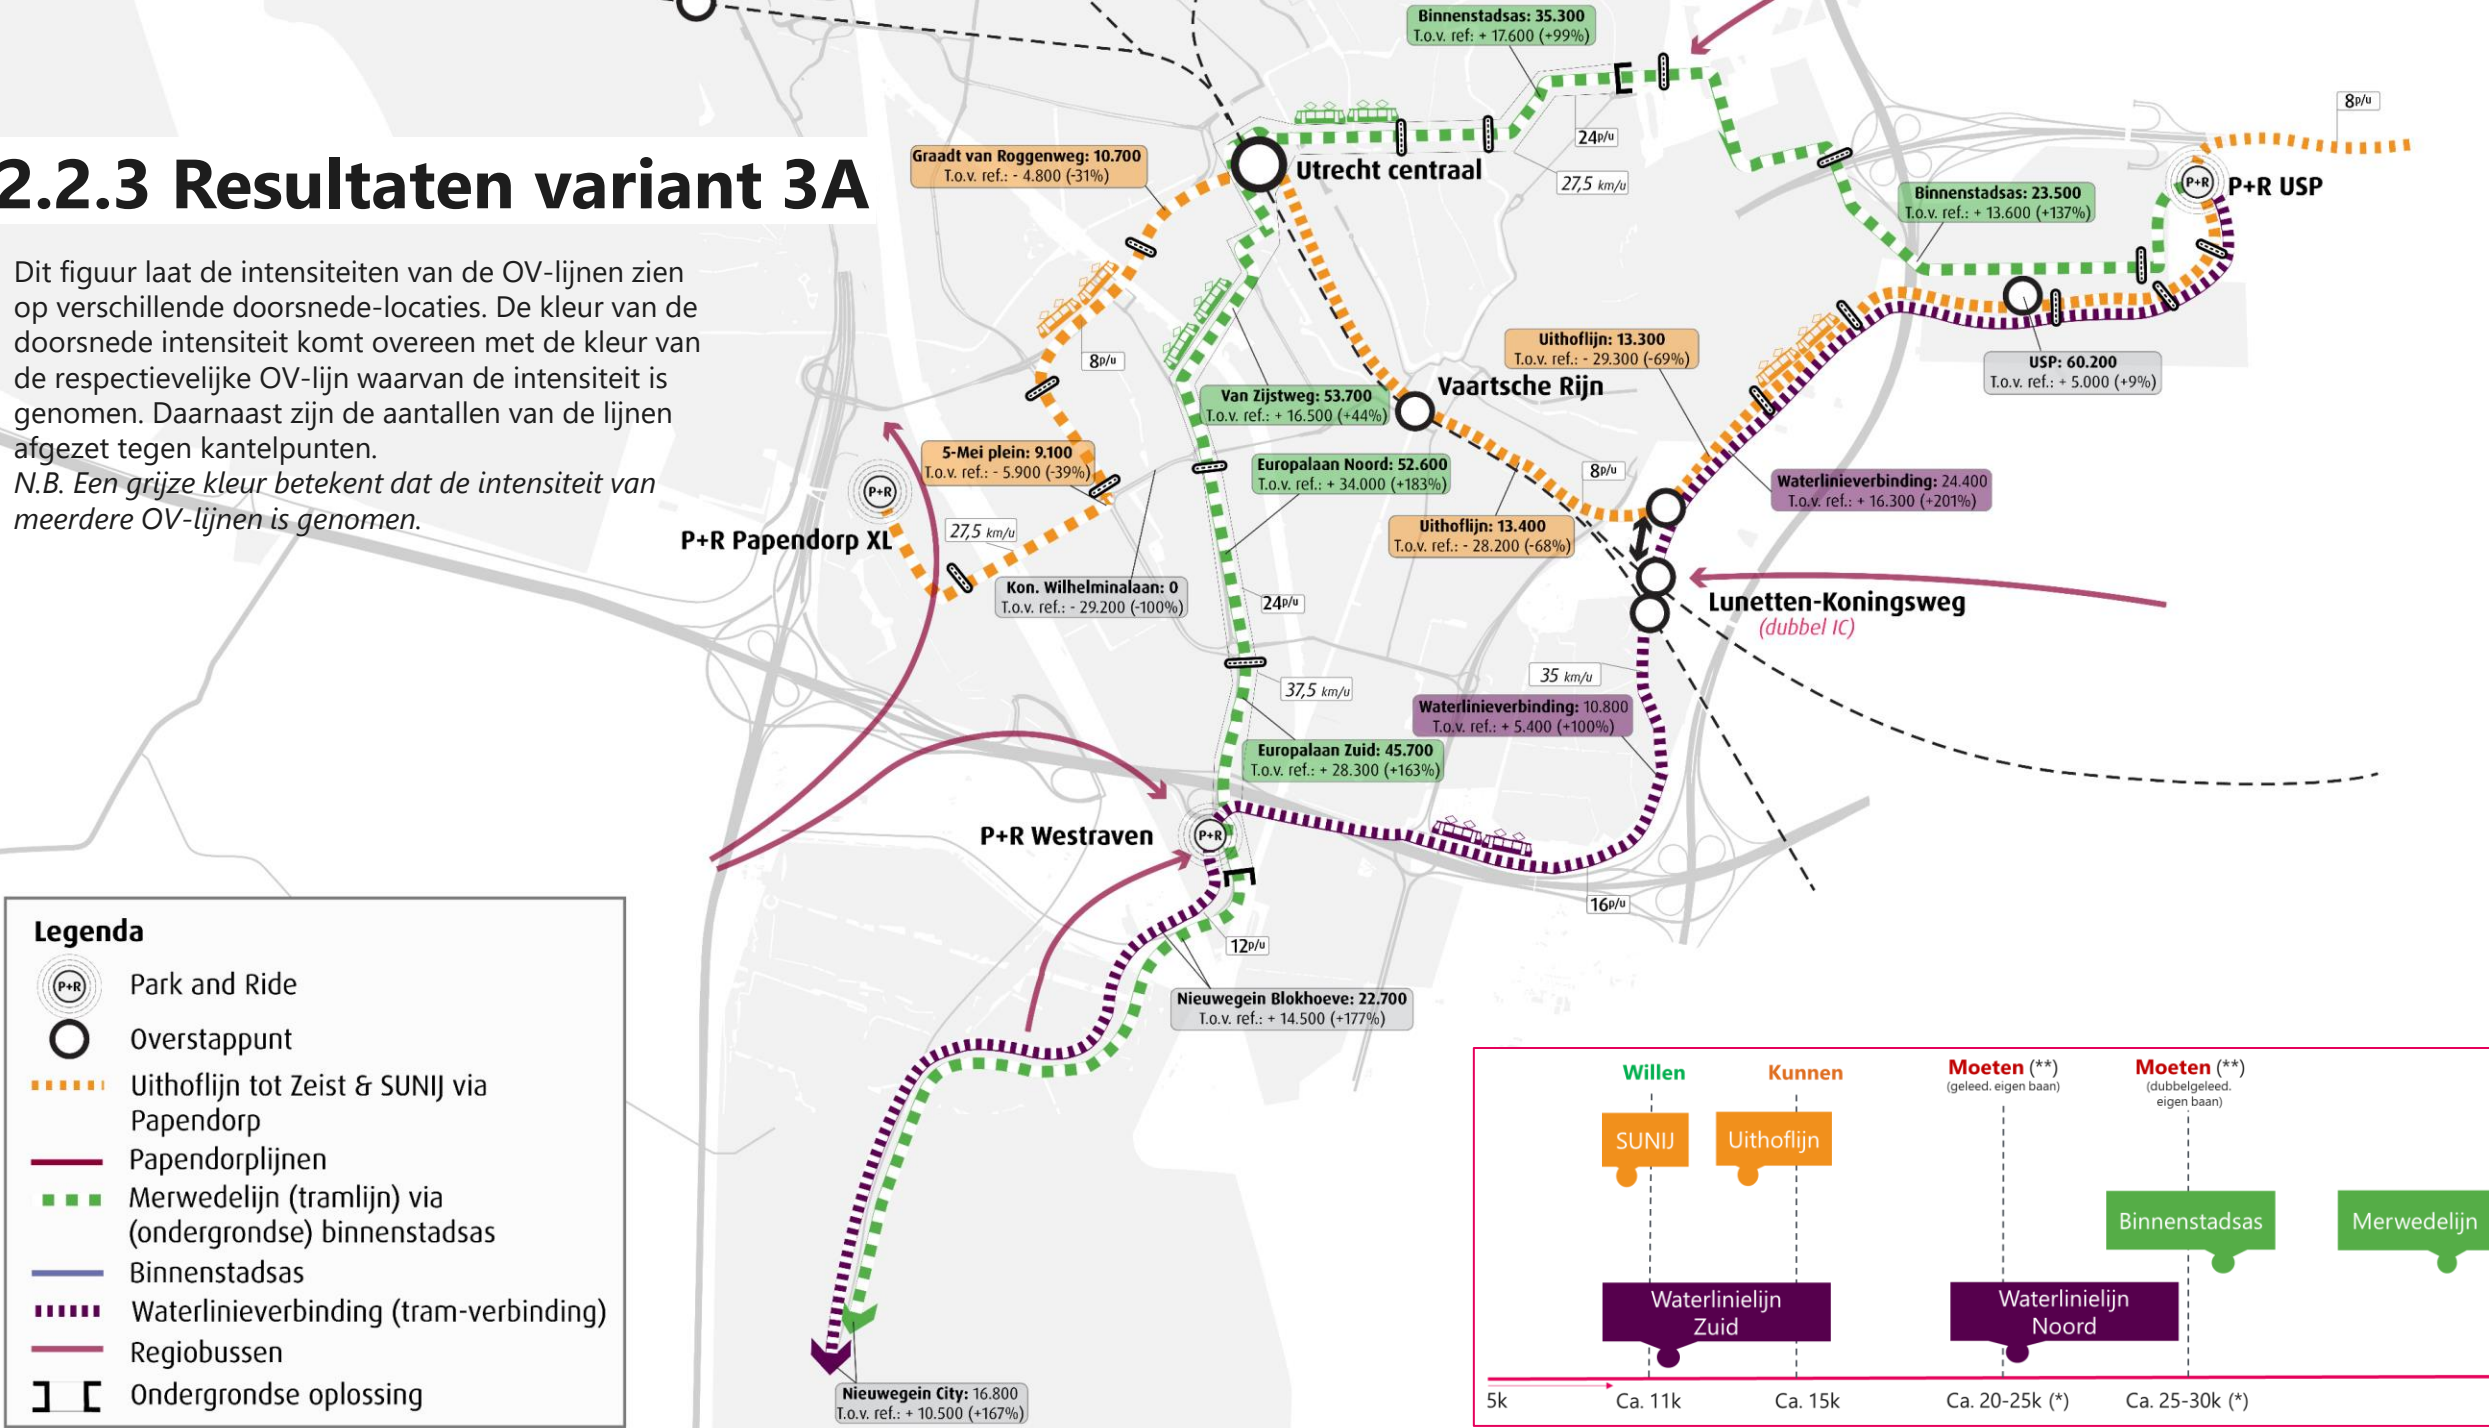 2.2.3 Resultaten variant 3A
Dit figuur laat de intensiteiten van de OV-lijnen zien
op verschillende doorsnede-locaties. De kleur van de
doorsnede intensiteit komt overeen met de kleur van
de respectievelijke OV-lijn waarvan de intensiteit is
genomen. Daarnaast zijn de aantallen van de lijnen
afgezet tegen kantelpunten.
N.B. Een grijze kleur betekent dat de intensiteit van
meerdere OV-lijnen is genomen.
Binnenstadsas: 35.300
T.o.v. ref: + 17.600 (+99%)
8p/u
24p/u
27,5 km/u
Graadt van Roggenweg: 10.700
T.o.v. ref.: - 4.800 (-31%)
Utrecht centraal
P+R
P+R USP
Binnenstadsas: 23.500
T.o.v. ref.: + 13.600 (+137%)
8p/u
Uithoflijn: 13.300
T.o.v. ref.: - 29.300 (-69%)
USP: 60.200
T.o.v. ref.: + 5.000 (+9%)
Vaartsche Rijn
Van Zijstweg: 53.700
T.o.v. ref.: + 16.500 (+44%)
5-Mei plein: 9.100
T.o.v. ref.: - 5.900 (-39%)
Europalaan Noord: 52.600
T.o.v. ref.: + 34.000 (+183%)
8p/u
Waterlinieverbinding: 24.400
T.o.v. ref.: + 16.300 (+201%)
P+R
P+R Papendorp XL
27,5 km/u
Uithoflijn: 13.400
T.o.v. ref.: - 28.200 (-68%)
Kon. Wilhelminalaan: 0
T.o.v. ref.: - 29.200 (-100%)
24p/u
Lunetten-Koningsweg
(dubbel IC)
35 km/u
37,5 km/u
Waterlinieverbinding: 10.800
T.o.v. ref.: + 5.400 (+100%)
Europalaan Zuid: 45.700
T.o.v. ref.: + 28.300 (+163%)
P+R Westraven
P+R
16p/u
12p/u
Nieuwegein Blokhoeve: 22.700
T.o.v. ref.: + 14.500 (+177%)
Nieuwegein City: 16.800
T.o.v. ref.: + 10.500 (+167%)
Legenda
P+R
Park and Ride
Overstappunt
Uithoflijn tot Zeist & SUNIJ via
Papendorp
Papendorplijnen
Merwedelijn (tramlijn) via
(ondergrondse) binnenstadsas
Binnenstadsas
Waterlinieverbinding (tram-verbinding)
Regiobussen
Ondergrondse oplossing
Willen
Kunnen
Moeten (**)
(geleed. eigen baan)
Moeten (**)
(dubbelgeleed.
eigen baan)
SUNIJ
Uithoflijn
Binnenstadsas
Merwedelijn
Waterlinielijn
Zuid
Waterlinielijn
Noord
5k
Ca. 11k
Ca. 15k
Ca. 20-25k (*)
Ca. 25-30k (*)